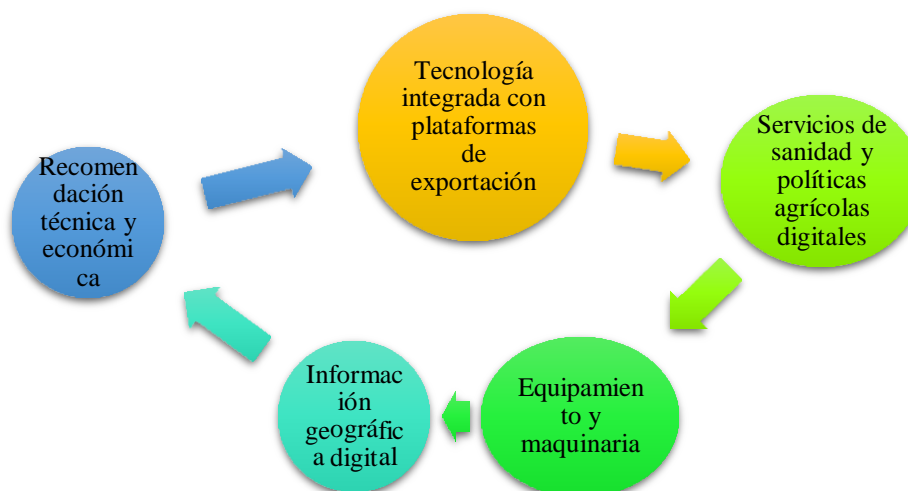 Tecnología
integrada con
plataformas
de
exportación
Servicios de
sanidad y
políticas
agrícolas
digitales
Equipamien
to y
maquinaria
Informac
ión
geográfic
a digital
Recomen
dación
técnica y
económi
ca